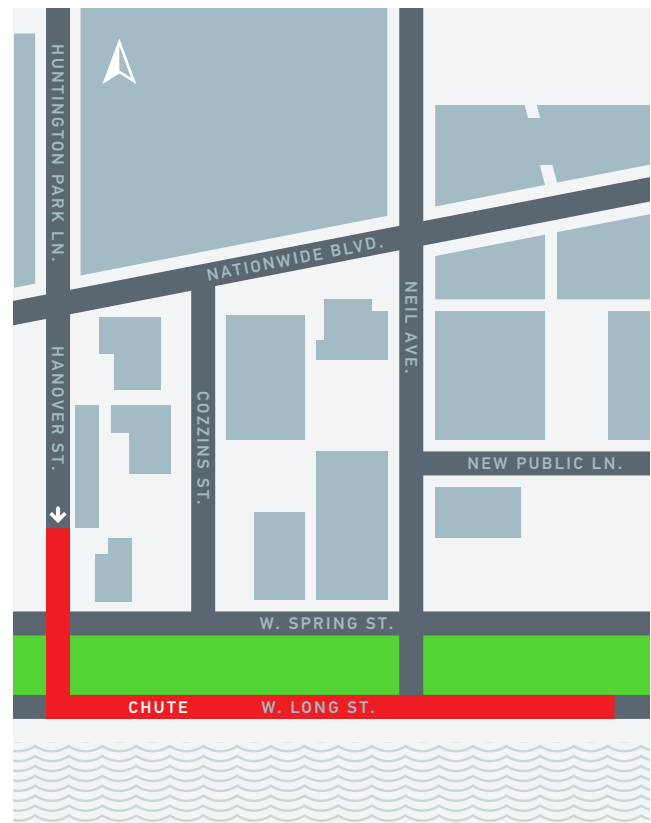 HUNTINGTON PARK LN.
NATIONWIDE BLVD.
NEIL AVE.
HANOVER ST.
COZZINS ST.
NEW PUBLIC LN.
W. SPRING ST.
CHUTE
W. LONG ST.